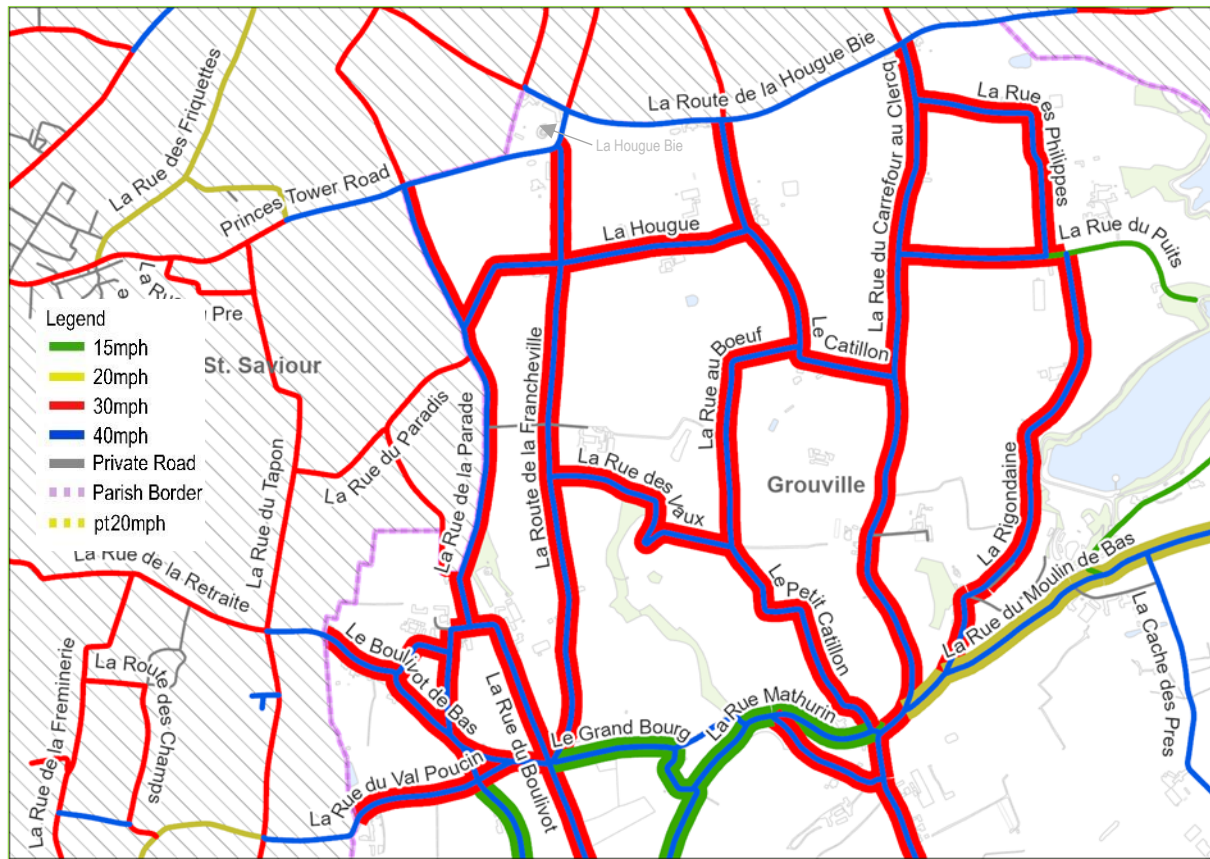 La Rue des Friquettes
Princes Tower Road
La Route de la Hougue Bie
La Hougue Bie
La Rue du Carrefour au Clercq
La Rue es Philippes
La Rue du Puits
La Hougue
La Rue
Pre
Legend
15mph
20mph
30mph
40mph
Private Road
Parish Border
pt20mph
St. Saviour
La Rue du Tapon
La Rue du Paradis
La Rue de la Parade
La Route de la Francheville
La Rue au Boeuf
Le Catillon
La Rue des Vaux
Grouville
La Rigondaine
La Rue du Moulin de Bas
La Cache des Pres
Le Petit Catillon
La Rue de la Retraite
La Rue de la Freminerie
La Route des Champs
Le Boulivot de Bas
La Rue du Boulivot
La Rue du Val Poucin
Le Grand Bourg
La Rue Mathurin